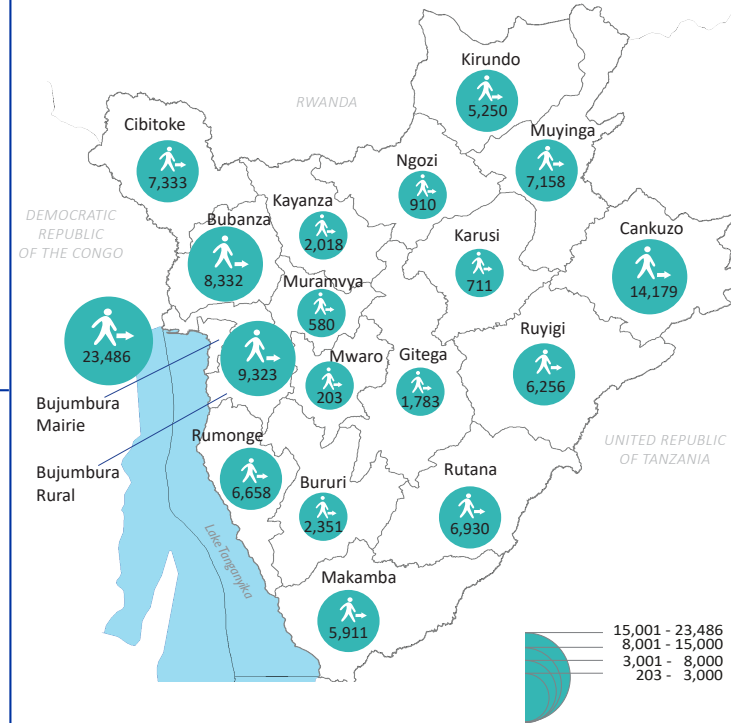 Kirundo
5,250
RWANDA
Cibitoke
7,333
Muyinga
7,158
Ngozi
910
DEMOCRATIC
REPUBLIC
OF THE CONGO
Kayanza
2,018
Bubanza
8,332
Karusi
711
Cankuzo
14,179
Muramvya
580
23,486
Ruyigi
6,256
9,323
Mwaro
203
Gitega
1,783
Bujumbura
Mairie
UNITED REPUBLIC
OF TANZANIA
Rumonge
6,658
Bujumbura
Rural
Bururi
2,351
Rutana
6,930
Lake Tanganyika
Makamba
5,911
15,001 - 23,486
8,001 - 15,000
3,001 - 8,000
203 - 3,000